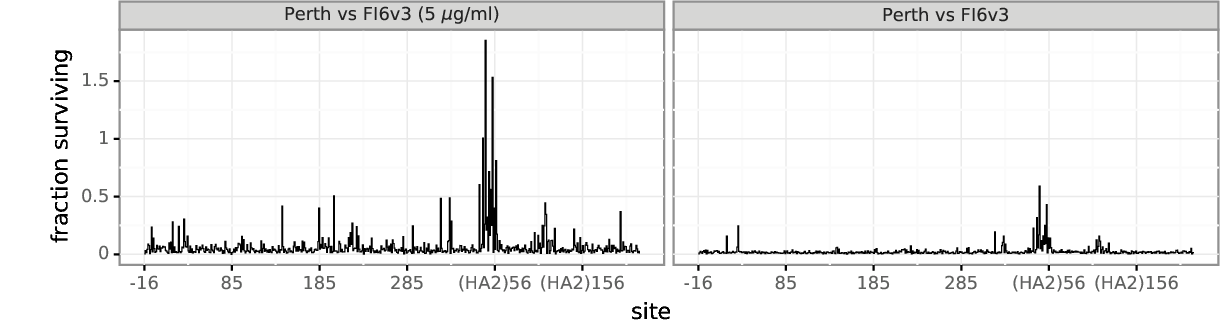 Perth vs FI6v3 (5 μg/ml)
Perth vs FI6v3
fraction surviving
1.5
1
0.5
0
-16 85 185 285 (HA2)56 (HA2)156
-16 85 185 285 (HA2)56 (HA2)156
site